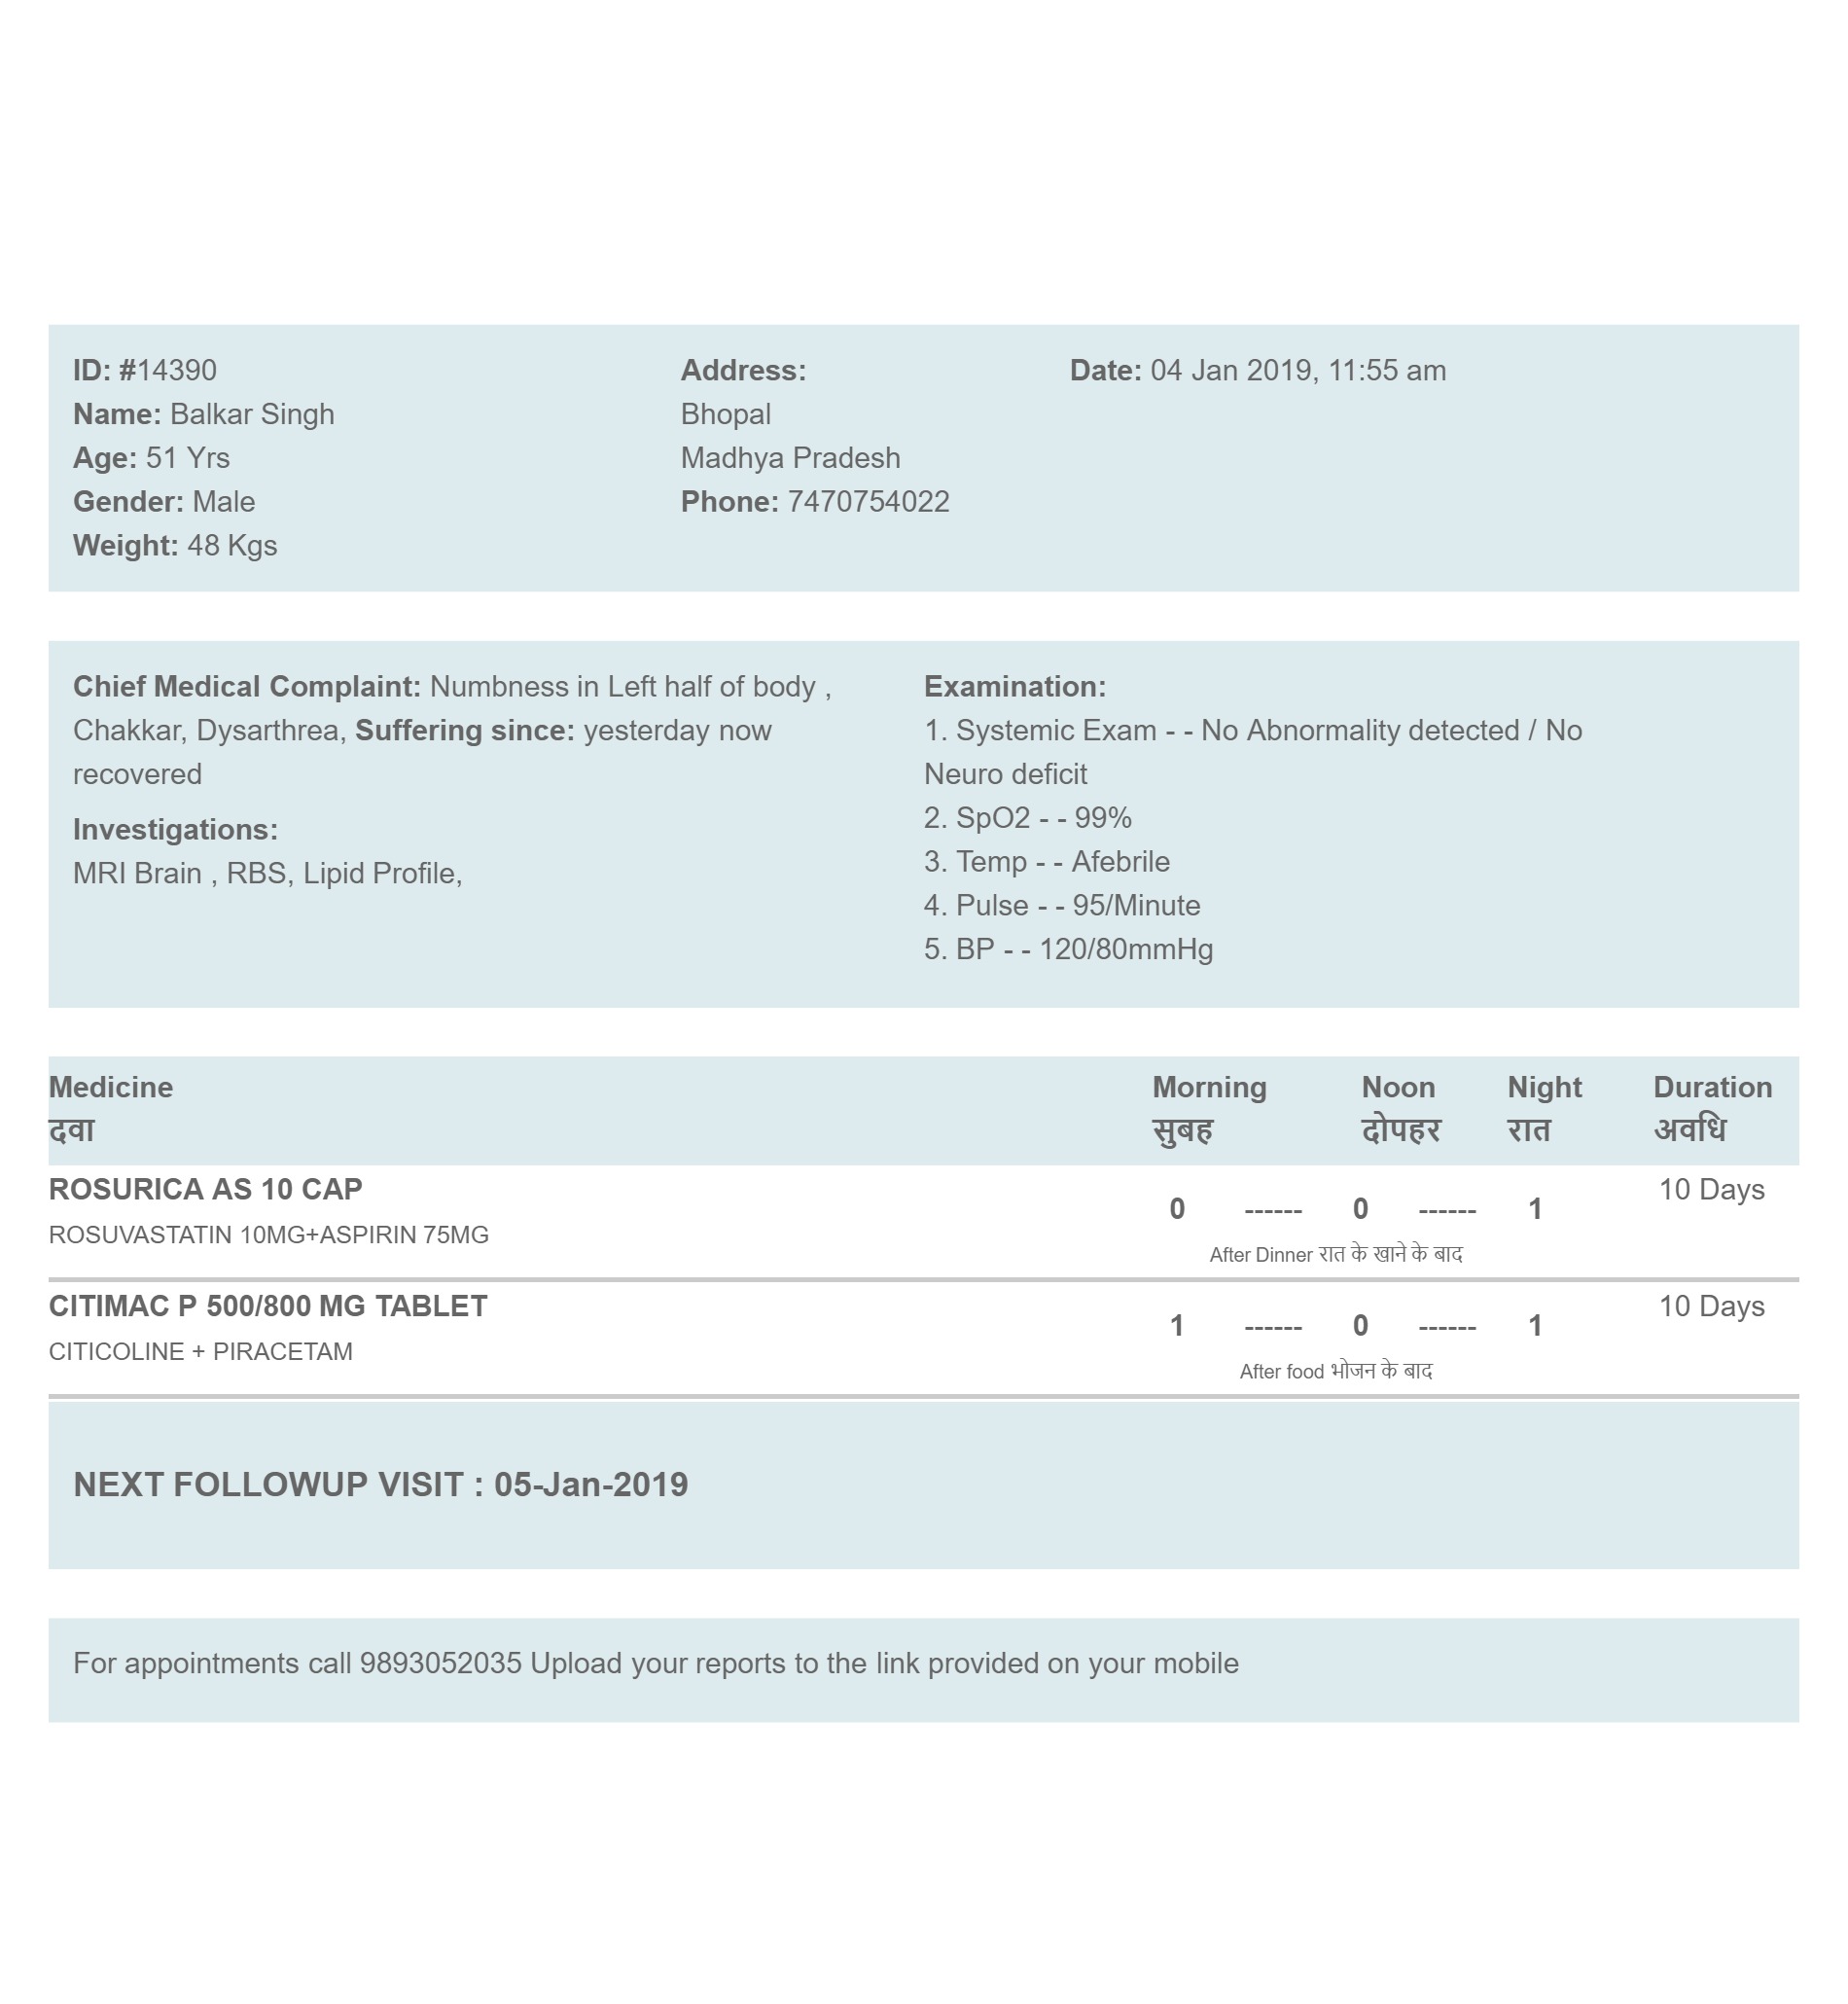 ID: #14390
Name: Balkar Singh
Age: 51 Yrs
Gender: Male
Weight: 48 Kgs
Address:
Bhopal
Madhya Pradesh
Phone: 7470754022
Date: 04 Jan 2019, 11:55 am
Chief Medical Complaint: Numbness in Left half of body ,
Chakkar, Dysarthrea, Suffering since: yesterday now
recovered
Investigations:
MRI Brain , RBS, Lipid Profile,
Examination:
1. Systemic Exam - - No Abnormality detected / No
Neuro deficit
2. SpO2 - - 99%
3. Temp - - Afebrile
4. Pulse - - 95/Minute
5. BP - - 120/80mmHg
Medicine Morning Noon Night Duration
दवा सुबह दोपहर रात अवधि
ROSURICA AS 10 CAP 10 Days
0 ------ 0 ------ 1
ROSUVASTATIN 10MG+ASPIRIN 75MG
After Dinner रात के खाने के बाद
CITIMAC P 500/800 MG TABLET 10 Days
1 ------ 0 ------ 1
CITICOLINE + PIRACETAM
After food भोजन के बाद
NEXT FOLLOWUP VISIT : 05-Jan-2019
For appointments call 9893052035 Upload your reports to the link provided on your mobile